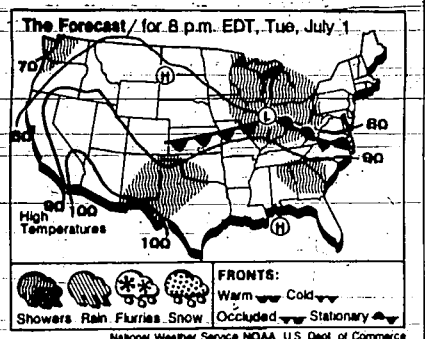 The Forecast / for 8 p.m. EDT, Tue, July 1
70
H
60
L
80
90
90 100
High
Temperatures
100
H
Showers Rain Flurries Snow
FRONTS:
Warm Cold
Occluded Stationary
National Weather Service NOAA U.S. Dept. of Commerce